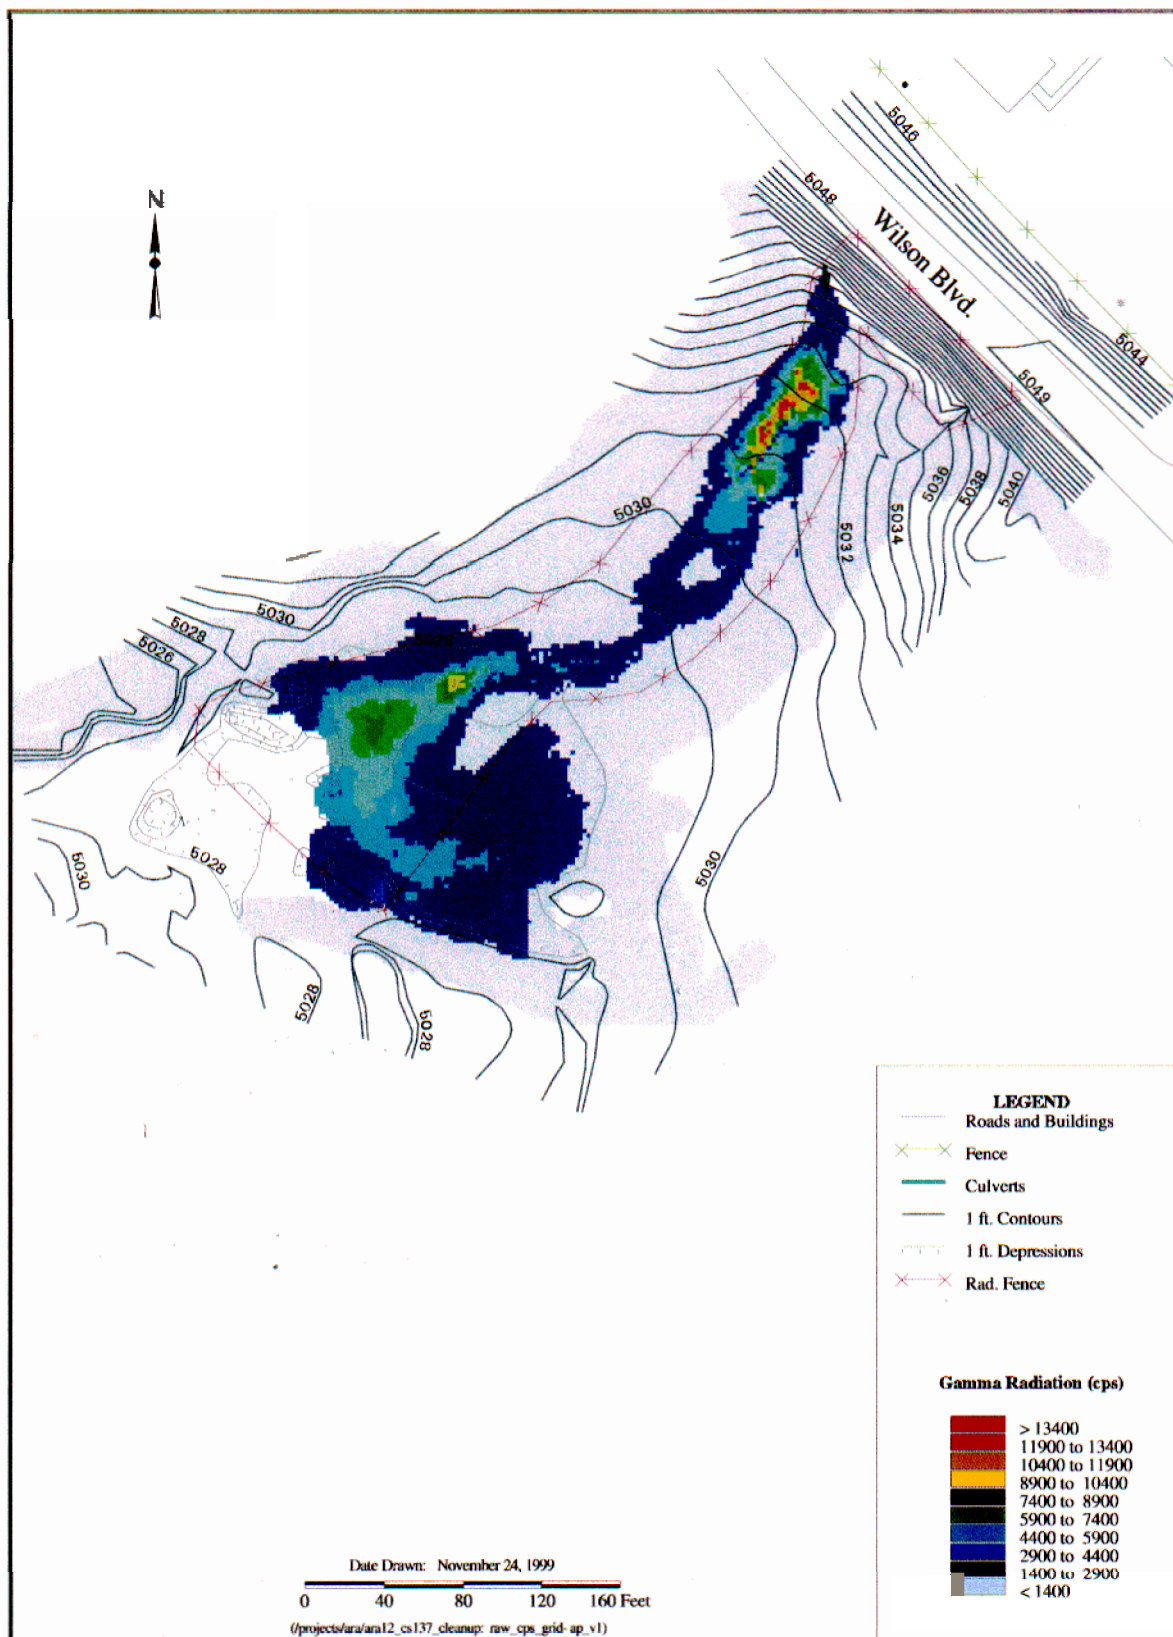 N
5046
5048
Wilson Blvd.
5044
5049
5030
5036
5038
5040
5034
5032
5030
5028
5026
5028
5028
5030
5030
5028
5028
LEGEND
Roads and Buildings
Fence
Culverts
1 ft. Contours
1 ft. Depressions
Rad. Fence
Gamma Radiation (cps)
> 13400
11900 to 13400
10400 to 11900
8900 to 10400
7400 to 8900
5900 to 7400
4400 to 5900
2900 to 4400
1400 to 2900
< 1400
Date Drawn: November 24, 1999
0 40 80 120 160 Feet
(/projects/ara/ara12_cs137_cleanup: raw_cps_grid- ap_v1)